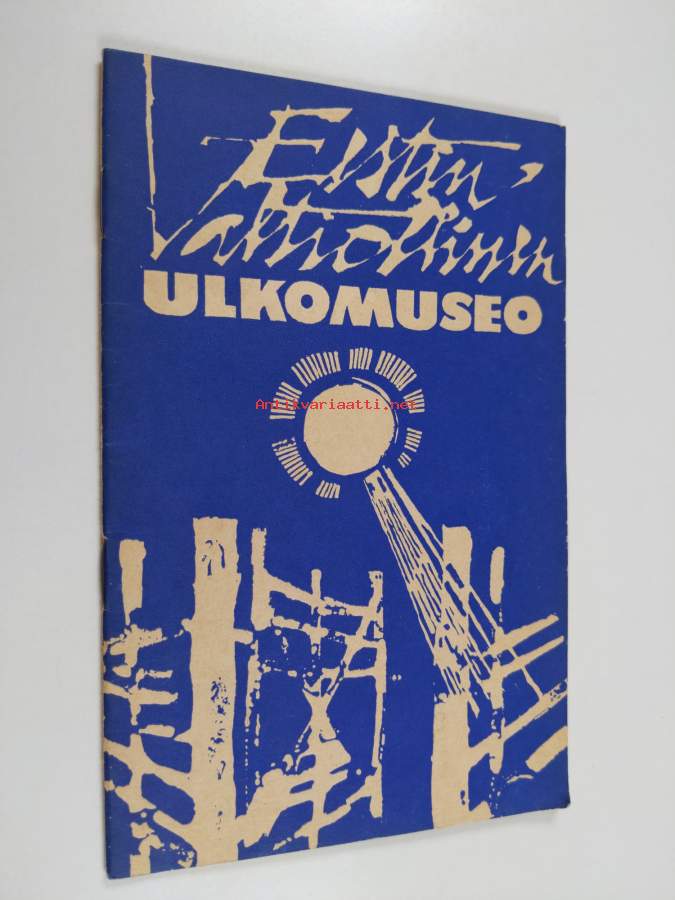 Eestin
Valtiollinen
ULKOMUSEO
Antikvariaatti.net